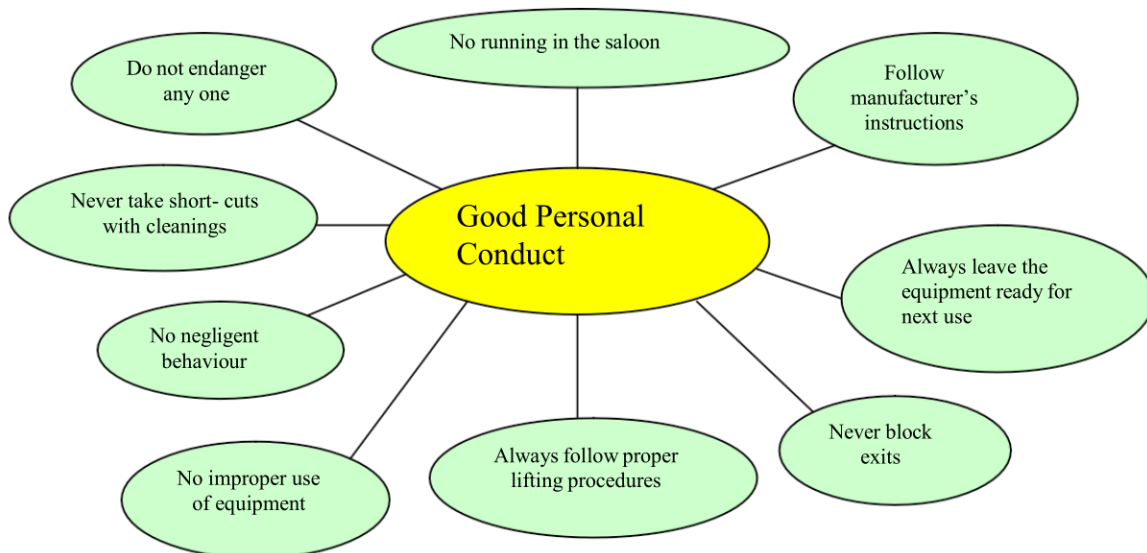 No running in the saloon
Do not endanger
any one
Follow
manufacturer’s
instructions
Never take short- cuts
with cleanings
Good Personal
Conduct
Always leave the
equipment ready for
next use
No negligent
behaviour
Never block
exits
Always follow proper
lifting procedures
No improper use
of equipment